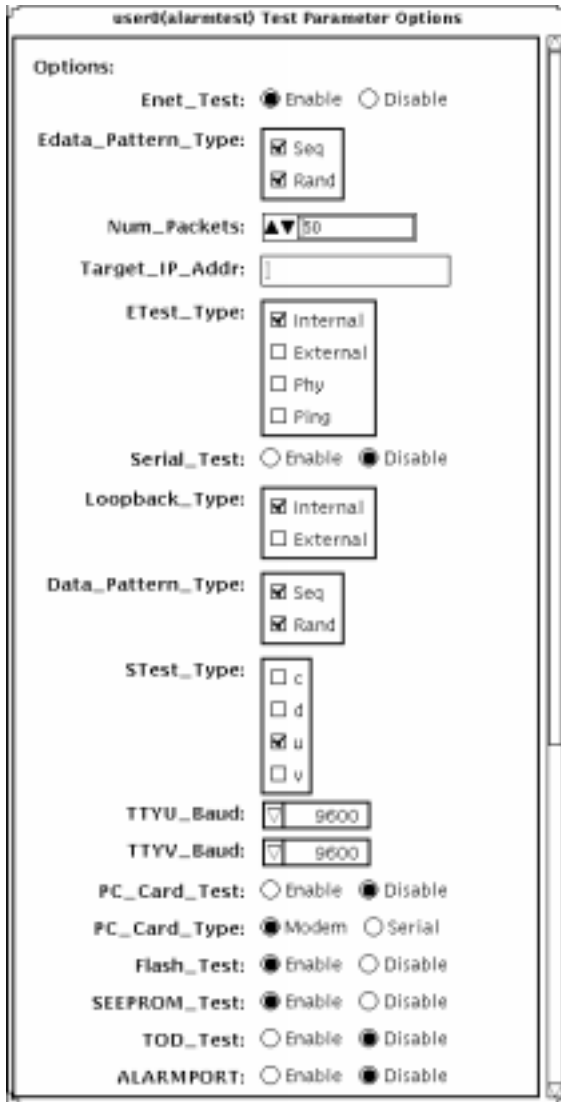 user0(alarmtest) Test Parameter Options
Options:
Enet_Test: Enable Disable
Edata_Pattern_Type: Seq
Rand
Num_Packets: 50
Target_IP_Addr:
ETest_Type: Internal
External
Phy
Ping
Serial_Test: Enable Disable
Loopback_Type: Internal
External
Data_Pattern_Type: Seq
Rand
STest_Type: c
d
u
v
TTYU_Baud: 9600
TTYV_Baud: 9600
PC_Card_Test: Enable Disable
PC_Card_Type: Modem Serial
Flash_Test: Enable Disable
SEEPROM_Test: Enable Disable
TOD_Test: Enable Disable
ALARMPORT: Enable Disable